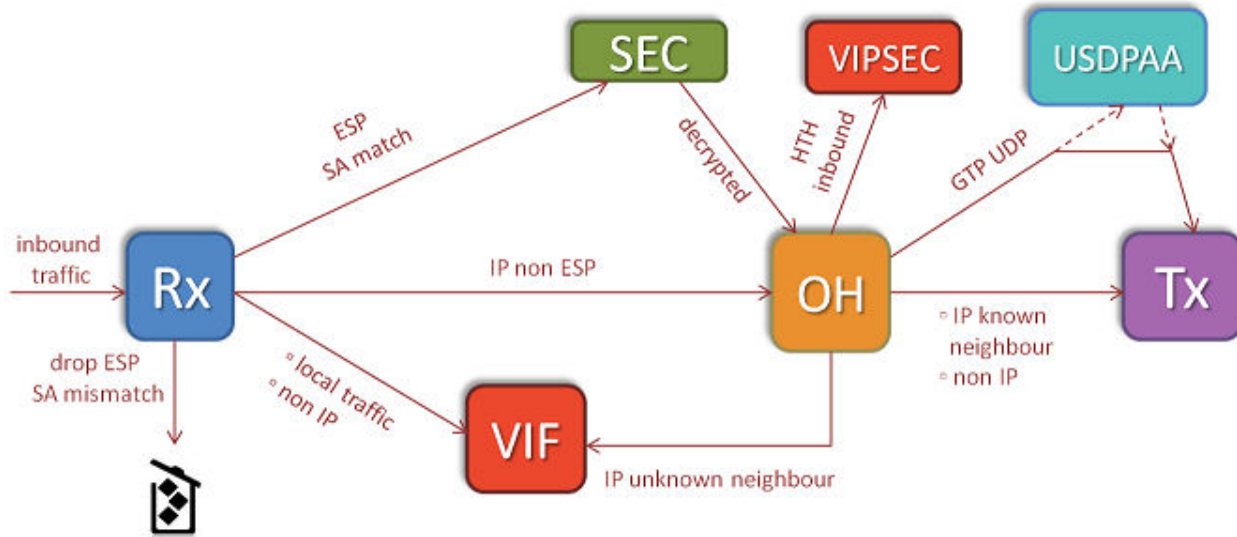 SEC
VIPSEC
USDPAA
ESP
SA match
decrypted
HTH
inbound
GTP UDP
inbound
traffic
Rx
IP non ESP
OH
Tx
◦ IP known
neighbour
◦ non IP
drop ESP
SA mismatch
◦ local traffic
◦ non IP
VIF
IP unknown neighbour